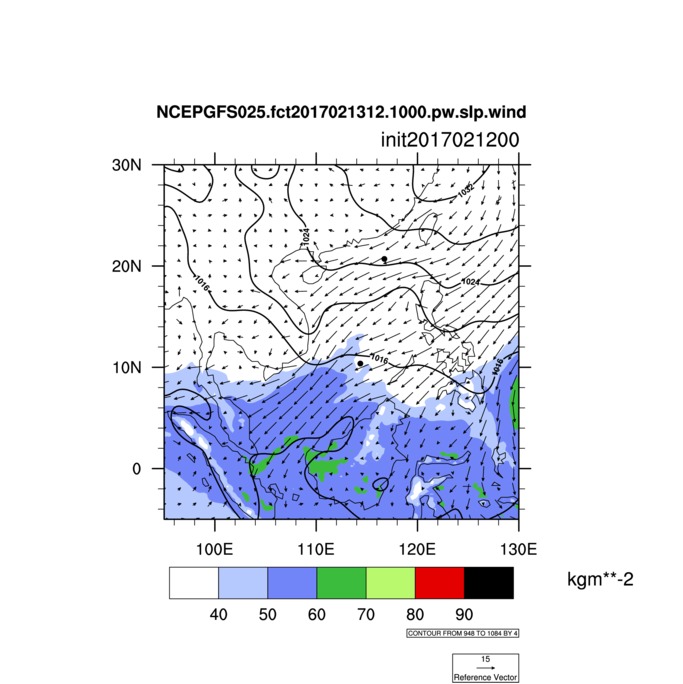 NCEPGFS025.fct2017021312.1000.pw.slp.wind
init2017021200
30N
1032
1024
20N
1016
1024
10N
1016
1016
0
100E 110E 120E 130E
kgm**-2
40 50 60 70 80 90
CONTOUR FROM 948 TO 1084 BY 4
15
Reference Vector